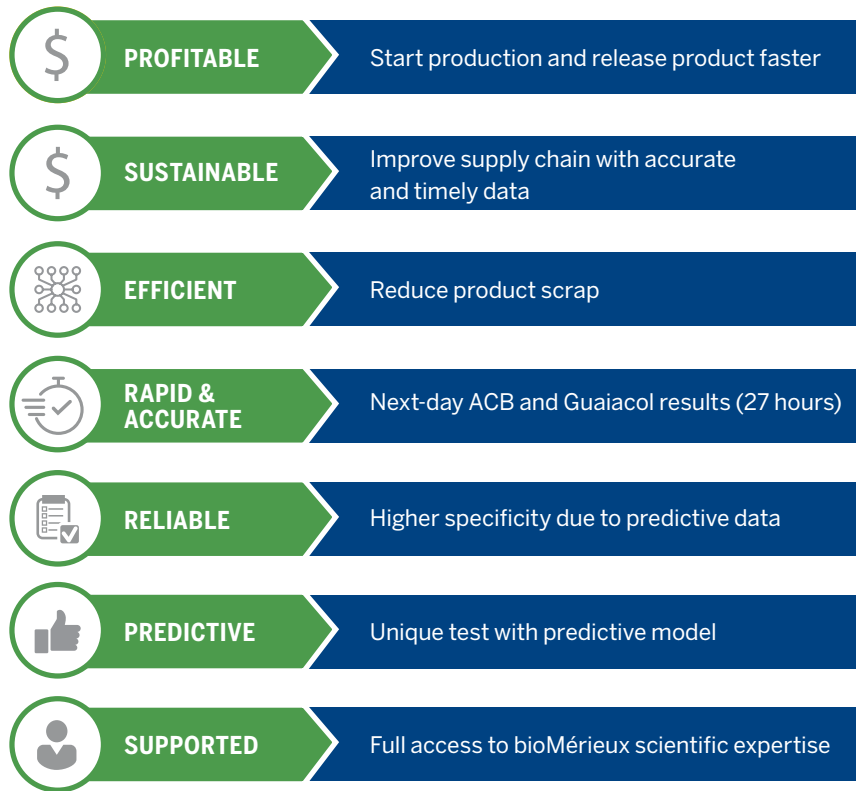 $
PROFITABLE
Start production and release product faster
$
SUSTAINABLE
Improve supply chain with accurate
and timely data
EFFICIENT
Reduce product scrap
RAPID &
ACCURATE
Next-day ACB and Guaiacol results (27 hours)
RELIABLE
Higher specificity due to predictive data
PREDICTIVE
Unique test with predictive model
SUPPORTED
Full access to bioMérieux scientific expertise